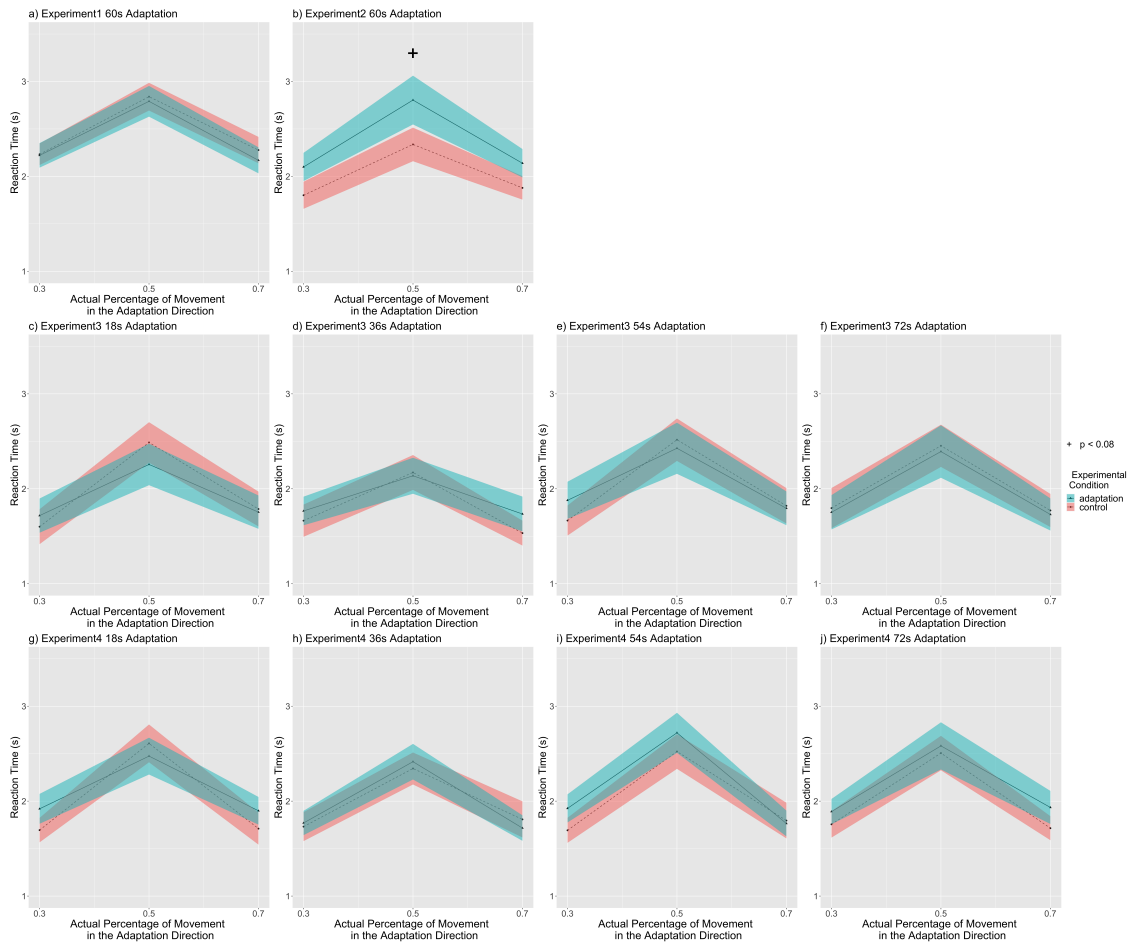 a) Experiment1 60s Adaptation
Reaction Time (s)
3
2
1
0.3 0.5 0.7
Actual Percentage of Movement
in the Adaptation Direction
b) Experiment2 60s Adaptation
+
Reaction Time (s)
3
2
1
0.3 0.5 0.7
Actual Percentage of Movement
in the Adaptation Direction
c) Experiment3 18s Adaptation
Reaction Time (s)
3
2
1
0.3 0.5 0.7
Actual Percentage of Movement
in the Adaptation Direction
d) Experiment3 36s Adaptation
Reaction Time (s)
3
2
1
0.3 0.5 0.7
Actual Percentage of Movement
in the Adaptation Direction
e) Experiment3 54s Adaptation
Reaction Time (s)
3
2
1
0.3 0.5 0.7
Actual Percentage of Movement
in the Adaptation Direction
f) Experiment3 72s Adaptation
Reaction Time (s)
3
2
1
0.3 0.5 0.7
Actual Percentage of Movement
in the Adaptation Direction
+ p < 0.08
Experimental
Condition
adaptation
control
g) Experiment4 18s Adaptation
Reaction Time (s)
3
2
1
0.3 0.5 0.7
Actual Percentage of Movement
in the Adaptation Direction
h) Experiment4 36s Adaptation
Reaction Time (s)
3
2
1
0.3 0.5 0.7
Actual Percentage of Movement
in the Adaptation Direction
i) Experiment4 54s Adaptation
Reaction Time (s)
3
2
1
0.3 0.5 0.7
Actual Percentage of Movement
in the Adaptation Direction
j) Experiment4 72s Adaptation
Reaction Time (s)
3
2
1
0.3 0.5 0.7
Actual Percentage of Movement
in the Adaptation Direction